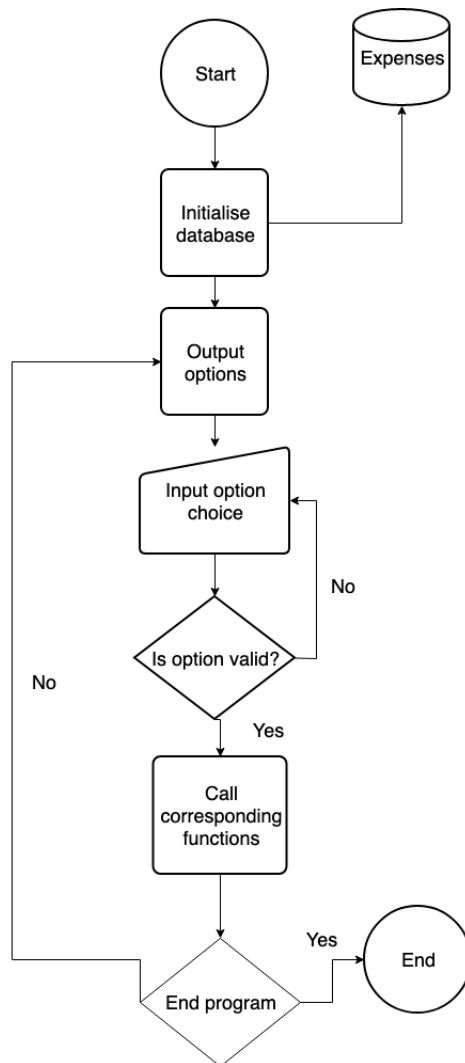 Expenses
Start
Initialise
database
Output
options
Input option
choice
No
Is option valid?
No
Yes
Call
corresponding
functions
Yes
End program
End